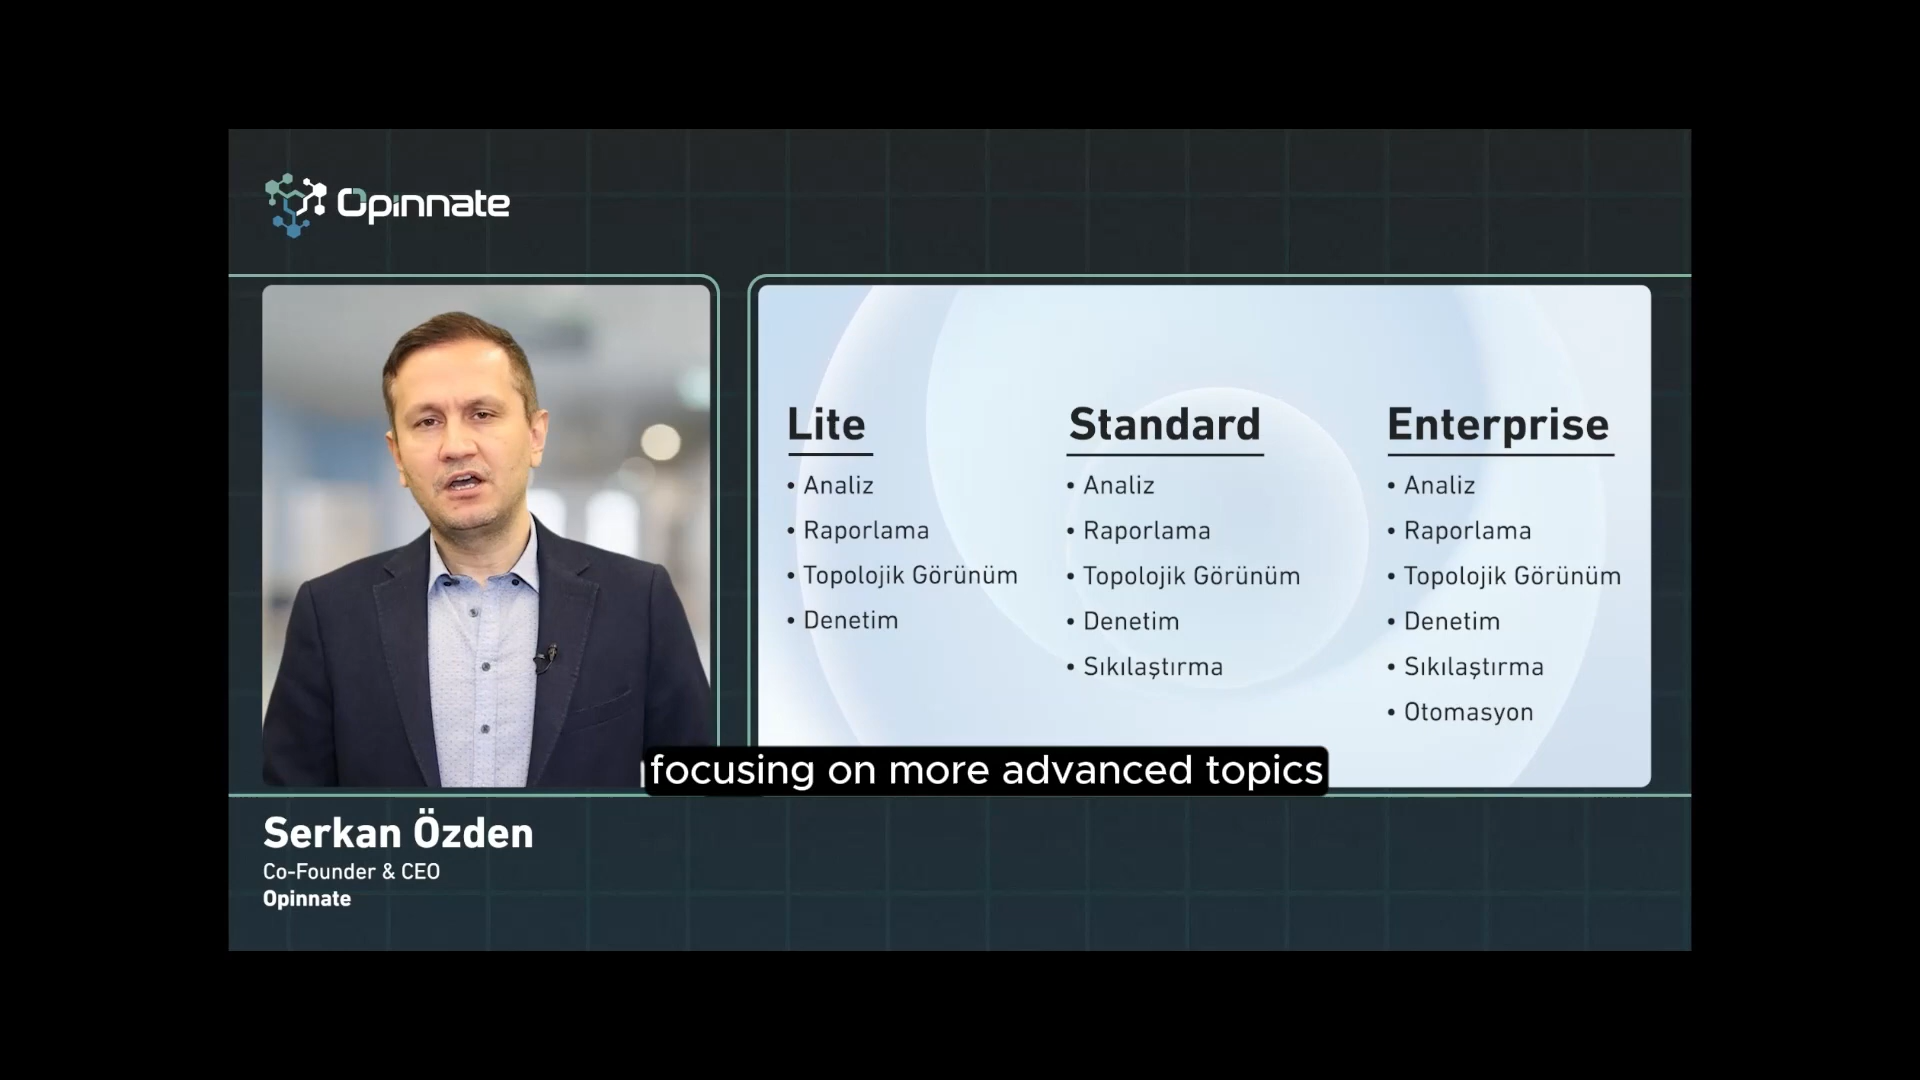 Opinnate
Lite
• Analiz
• Raporlama
• Topolojik Görünüm
• Denetim
Standard
• Analiz
• Raporlama
• Topolojik Görünüm
• Denetim
• Sıkılaştırma
Enterprise
• Analiz
• Raporlama
• Topolojik Görünüm
• Denetim
• Sıkılaştırma
• Otomasyon
focusing on more advanced topics
Serkan Özden
Co-Founder & CEO
Opinnate